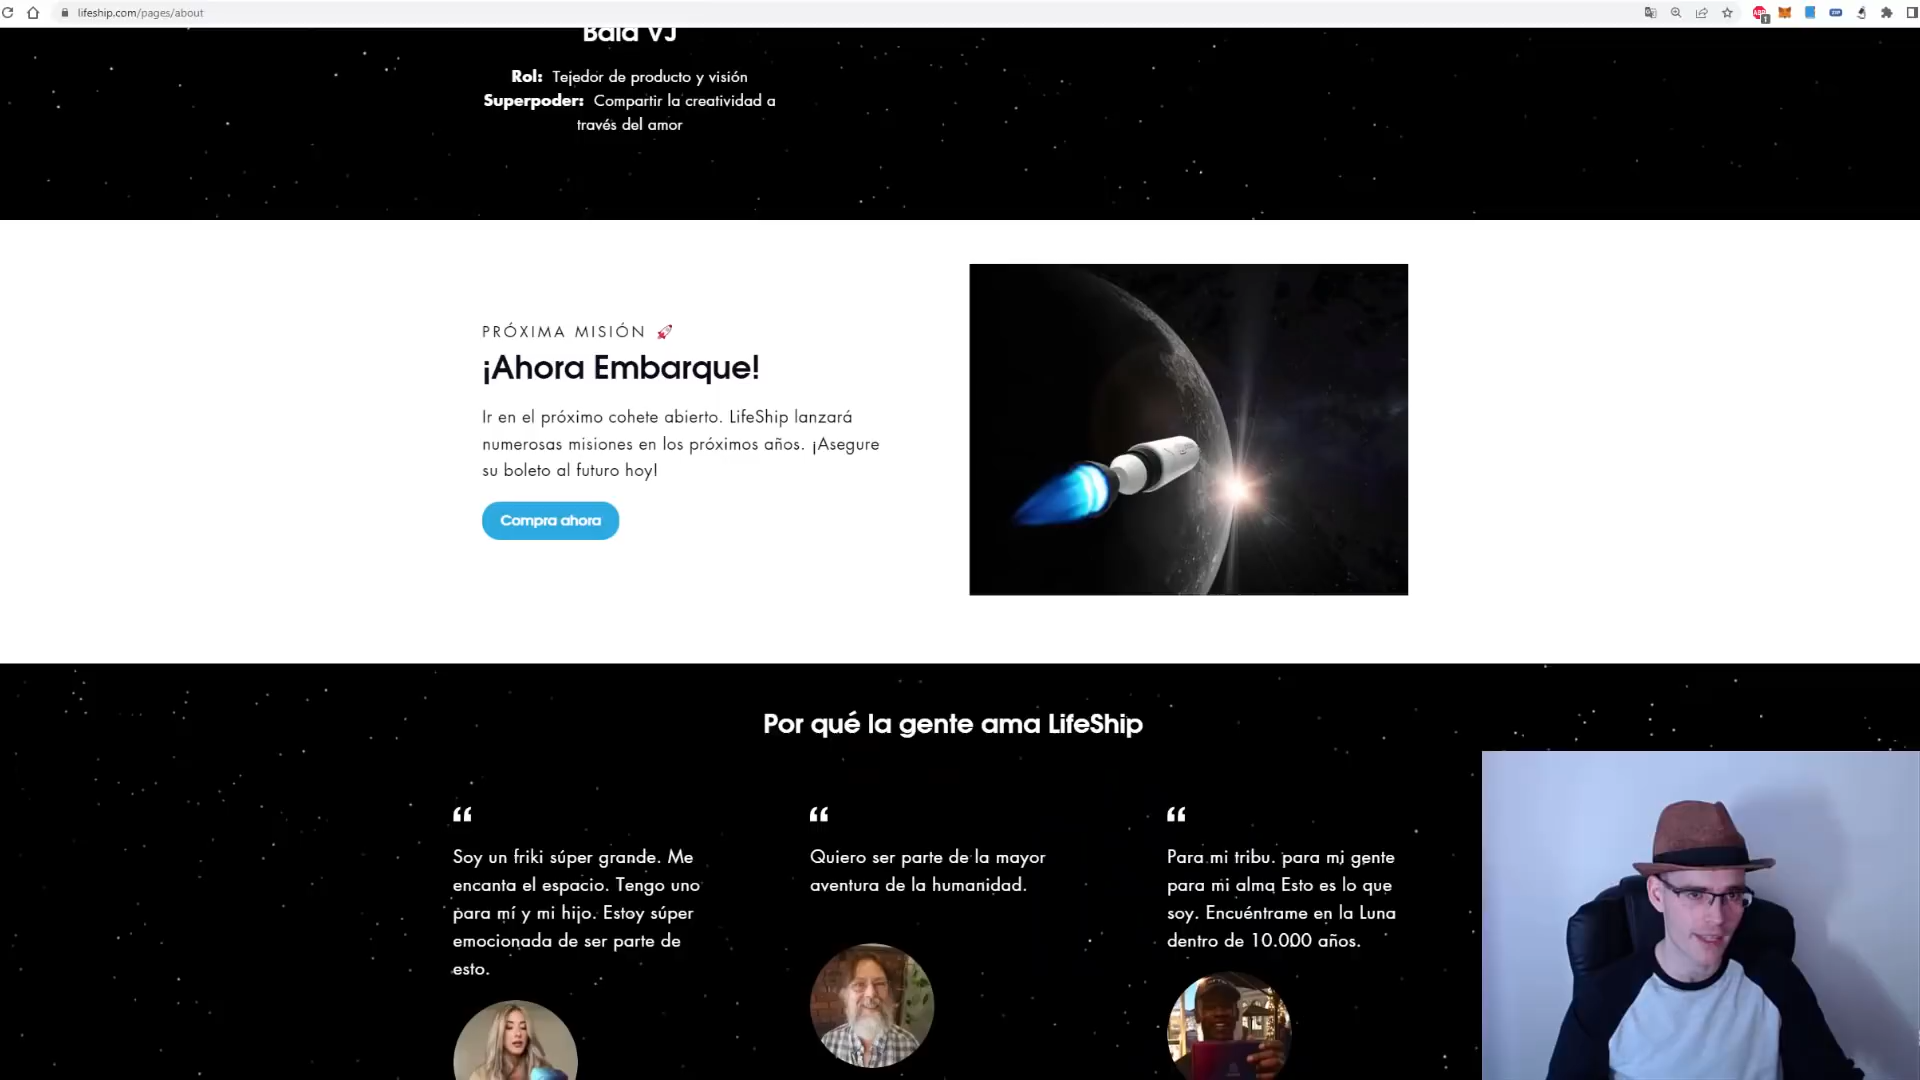 lifeship.com/pages/about
Bala VJ
Rol: Tejedor de producto y visión
Superpoder: Compartir la creatividad a
través del amor
PRÓXIMA MISIÓN 🚀
¡Ahora Embarque!
Ir en el próximo cohete abierto. LifeShip lanzará
numerosas misiones en los próximos años. ¡Asegure
su boleto al futuro hoy!
Compra ahora
Por qué la gente ama LifeShip
“
Soy un friki súper grande. Me
encanta el espacio. Tengo uno
para mí y mi hijo. Estoy súper
emocionada de ser parte de
esto.
“
Quiero ser parte de la mayor
aventura de la humanidad.
“
Para mi tribu. para mi gente
para mi alma Esto es lo que
soy. Encuéntrame en la Luna
dentro de 10.000 años.